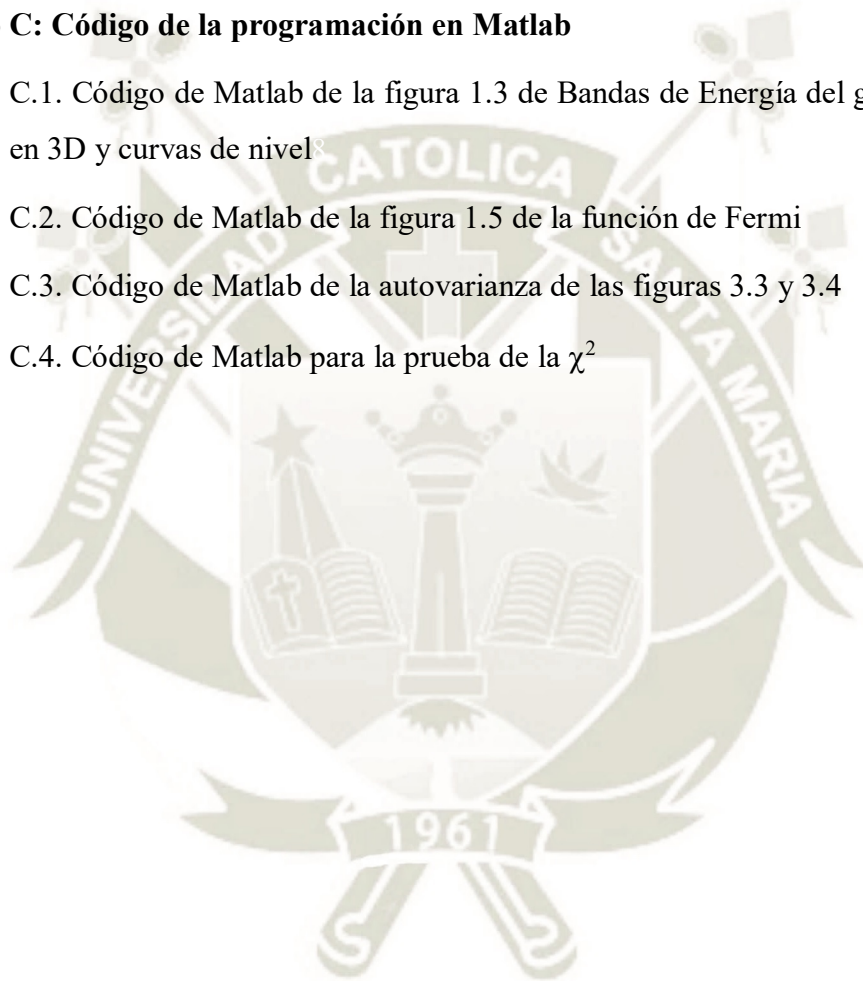 C: Código de la programación en Matlab
C.1. Código de Matlab de la figura 1.3 de Bandas de Energía del g
en 3D y curvas de nivel8
C.2. Código de Matlab de la figura 1.5 de la función de Fermi
C.3. Código de Matlab de la autovarianza de las figuras 3.3 y 3.4
C.4. Código de Matlab para la prueba de la χ²
UNIVERSIDAD CATOLICA SANTA MARIA
1961